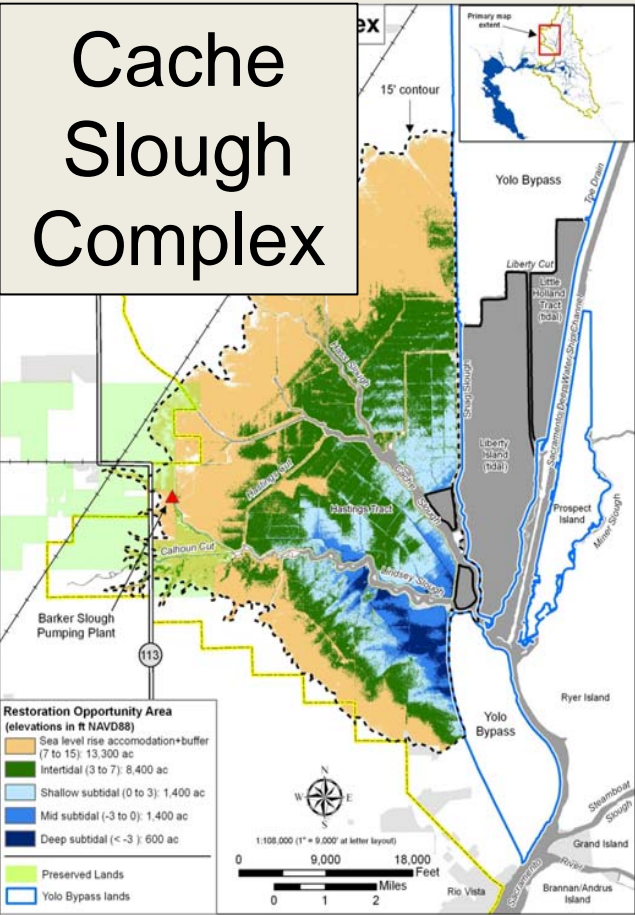 Cache
Slough
Complex
ex
Primary map
extent
15' contour
Yolo Bypass
Toe Drain
Liberty Cut
Little
Holland
Tract
(tidal)
Sacramento Deep Water Ship Channel
Shag Slough
Haas Slough
Liberty
Island
(tidal)
Cache Slough
Hastings Cut
Hastings Tract
Prospect
Island
Miner Slough
Calhoun Cut
Lindsey Slough
Barker Slough
Pumping Plant
113
Ryer Island
Yolo
Bypass
Restoration Opportunity Area
(elevations in ft NAVD88)
Sea level rise accomodation+buffer
(7 to 15): 13,300 ac
Intertidal (3 to 7): 8,400 ac
Shallow subtidal (0 to 3): 1,400 ac
Mid subtidal (-3 to 0): 1,400 ac
Deep subtidal (< -3 ): 600 ac
Preserved Lands
Yolo Bypass lands
N
W
E
S
1:108,000 (1" = 9,000' at letter layout)
0 9,000 18,000
Feet
Miles
0 1 2
Steamboat
Slough
Grand Island
Sacramento River
Rio Vista
Brannan/Andrus
Island